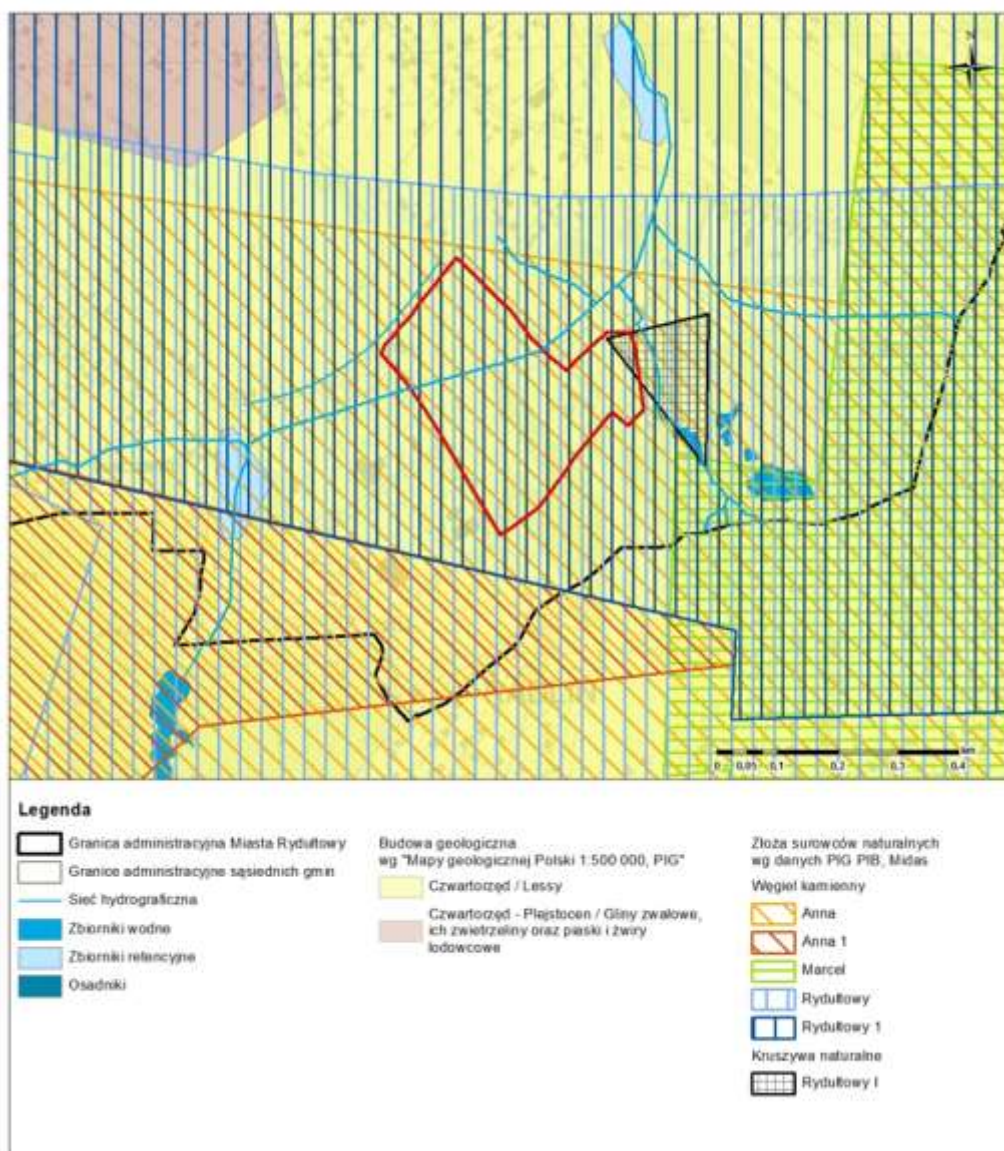 N
km
0 0,05 0,1 0,2 0,3 0,4
Legenda
Granica administracyjna Miasta Rydułtowy
Granice administracyjne sąsiednich gmin
Sieć hydrograficzna
Zbiorniki wodne
Zbiorniki retencyjne
Osadniki
Budowa geologiczna
wg "Mapy geologicznej Polski 1:500 000, PIG"
Czwartorzęd / Lessy
Czwartorzęd - Plejstocen / Gliny zwałowe,
ich zwietrzeliny oraz piaski i żwiry
lodowcowe
Złoża surowców naturalnych
wg danych PIG PIB, Midas
Węgiel kamienny
Anna
Anna 1
Marcel
Rydułtowy
Rydułtowy 1
Kruszywa naturalne
Rydułtowy I